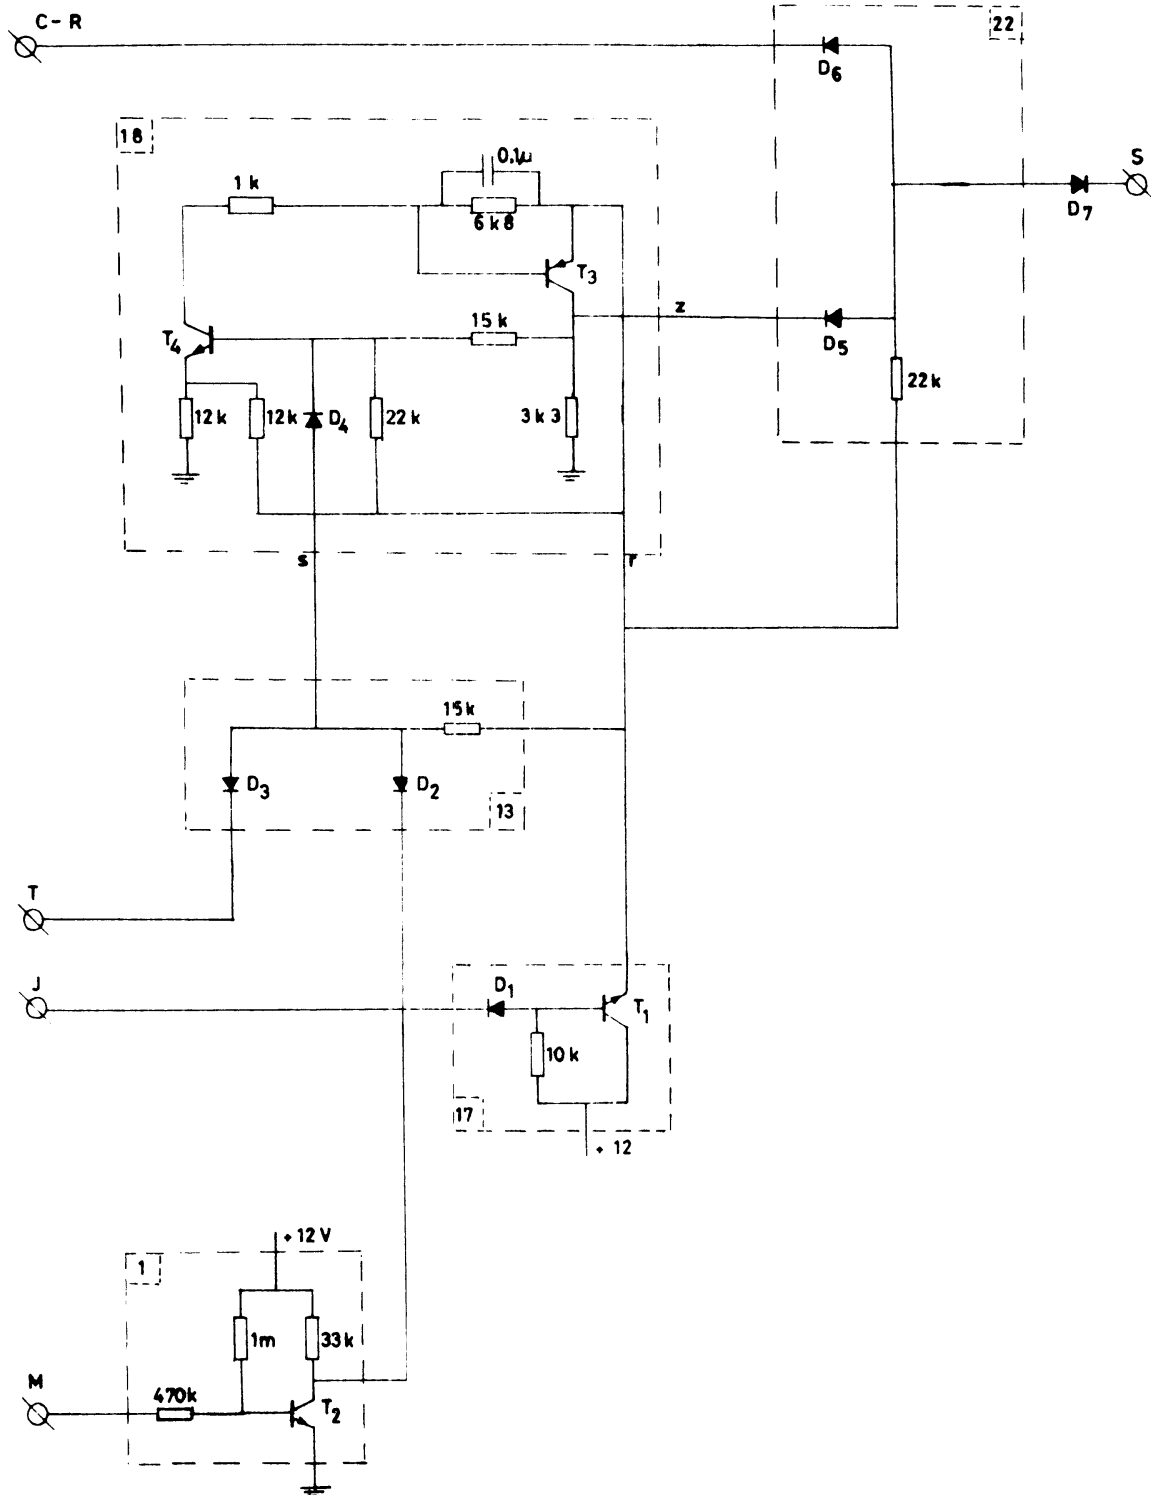 C - R
22
D6
18
0,1µ
S
1 k
6 k 8
D7
T3
z
15 k
T4
D5
22 k
12 k
12 k
D4
22 k
3 k 3
s
r
15 k
D3
D2
13
T
J
D1
T1
10 k
17
+ 12
+ 12 V
1
1m
33 k
M
470k
T2